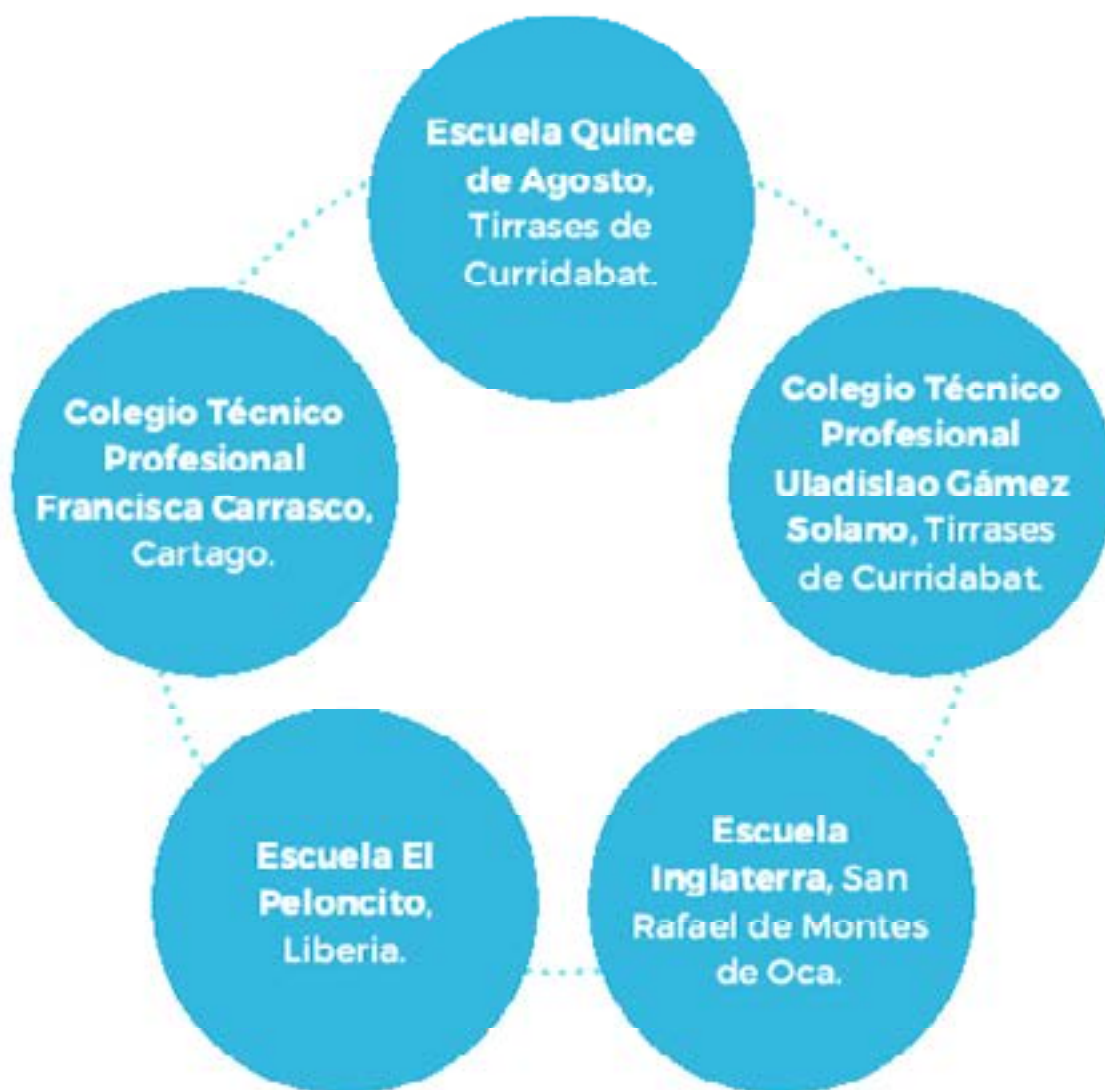 Escuela Quince
de Agosto,
Tirrases de
Curridabat.
Colegio Técnico
Profesional
Uladislao Gámez
Solano, Tirrases
de Curridabat.
Escuela
Inglaterra, San
Rafael de Montes
de Oca.
Escuela El
Peloncito,
Liberia.
Colegio Técnico
Profesional
Francisca Carrasco,
Cartago.